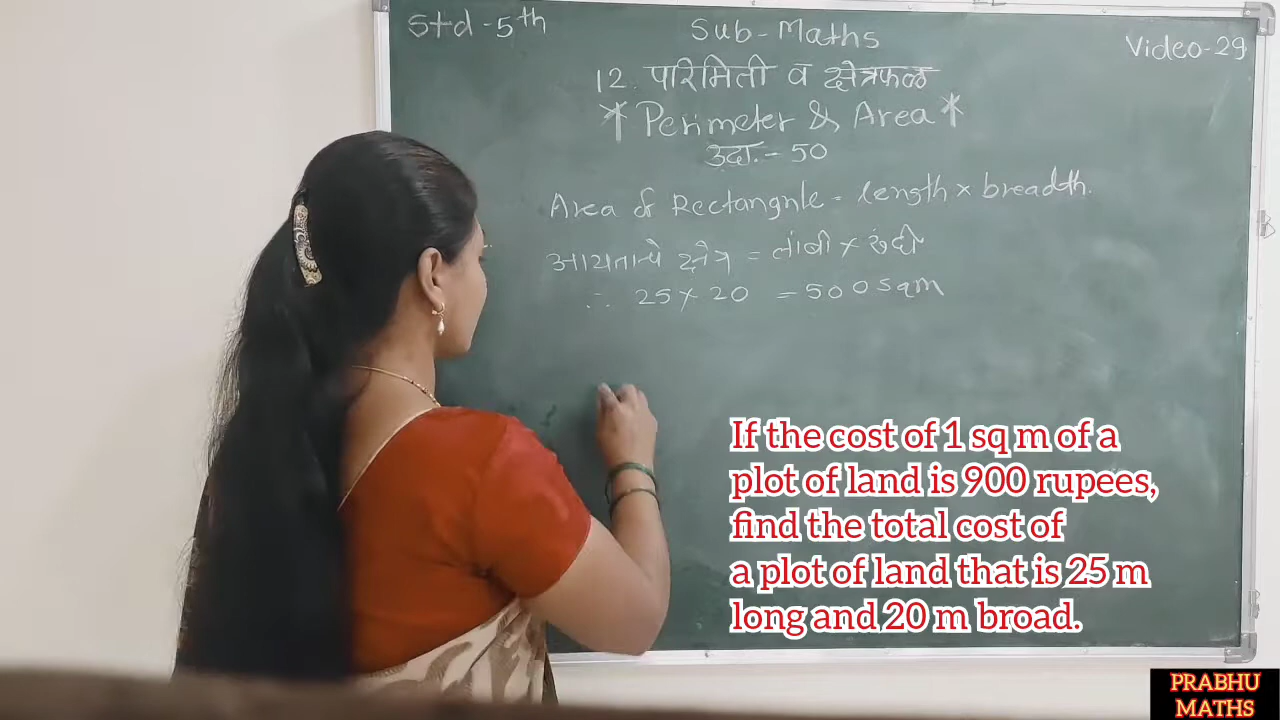 Std-5th
Sub-Maths
Video-29
12. परिमिती व क्षेत्रफळ
* Perimeter & Area *
उदा.- 50
Area of Rectangnle = length × breadth.
आयताचे क्षेत्र = लांबी × रुंदी
∴ 25 × 20 = 500 sqm
If the cost of 1 sq m of a
plot of land is 900 rupees,
find the total cost of
a plot of land that is 25 m
long and 20 m broad.
PRABHU
MATHS